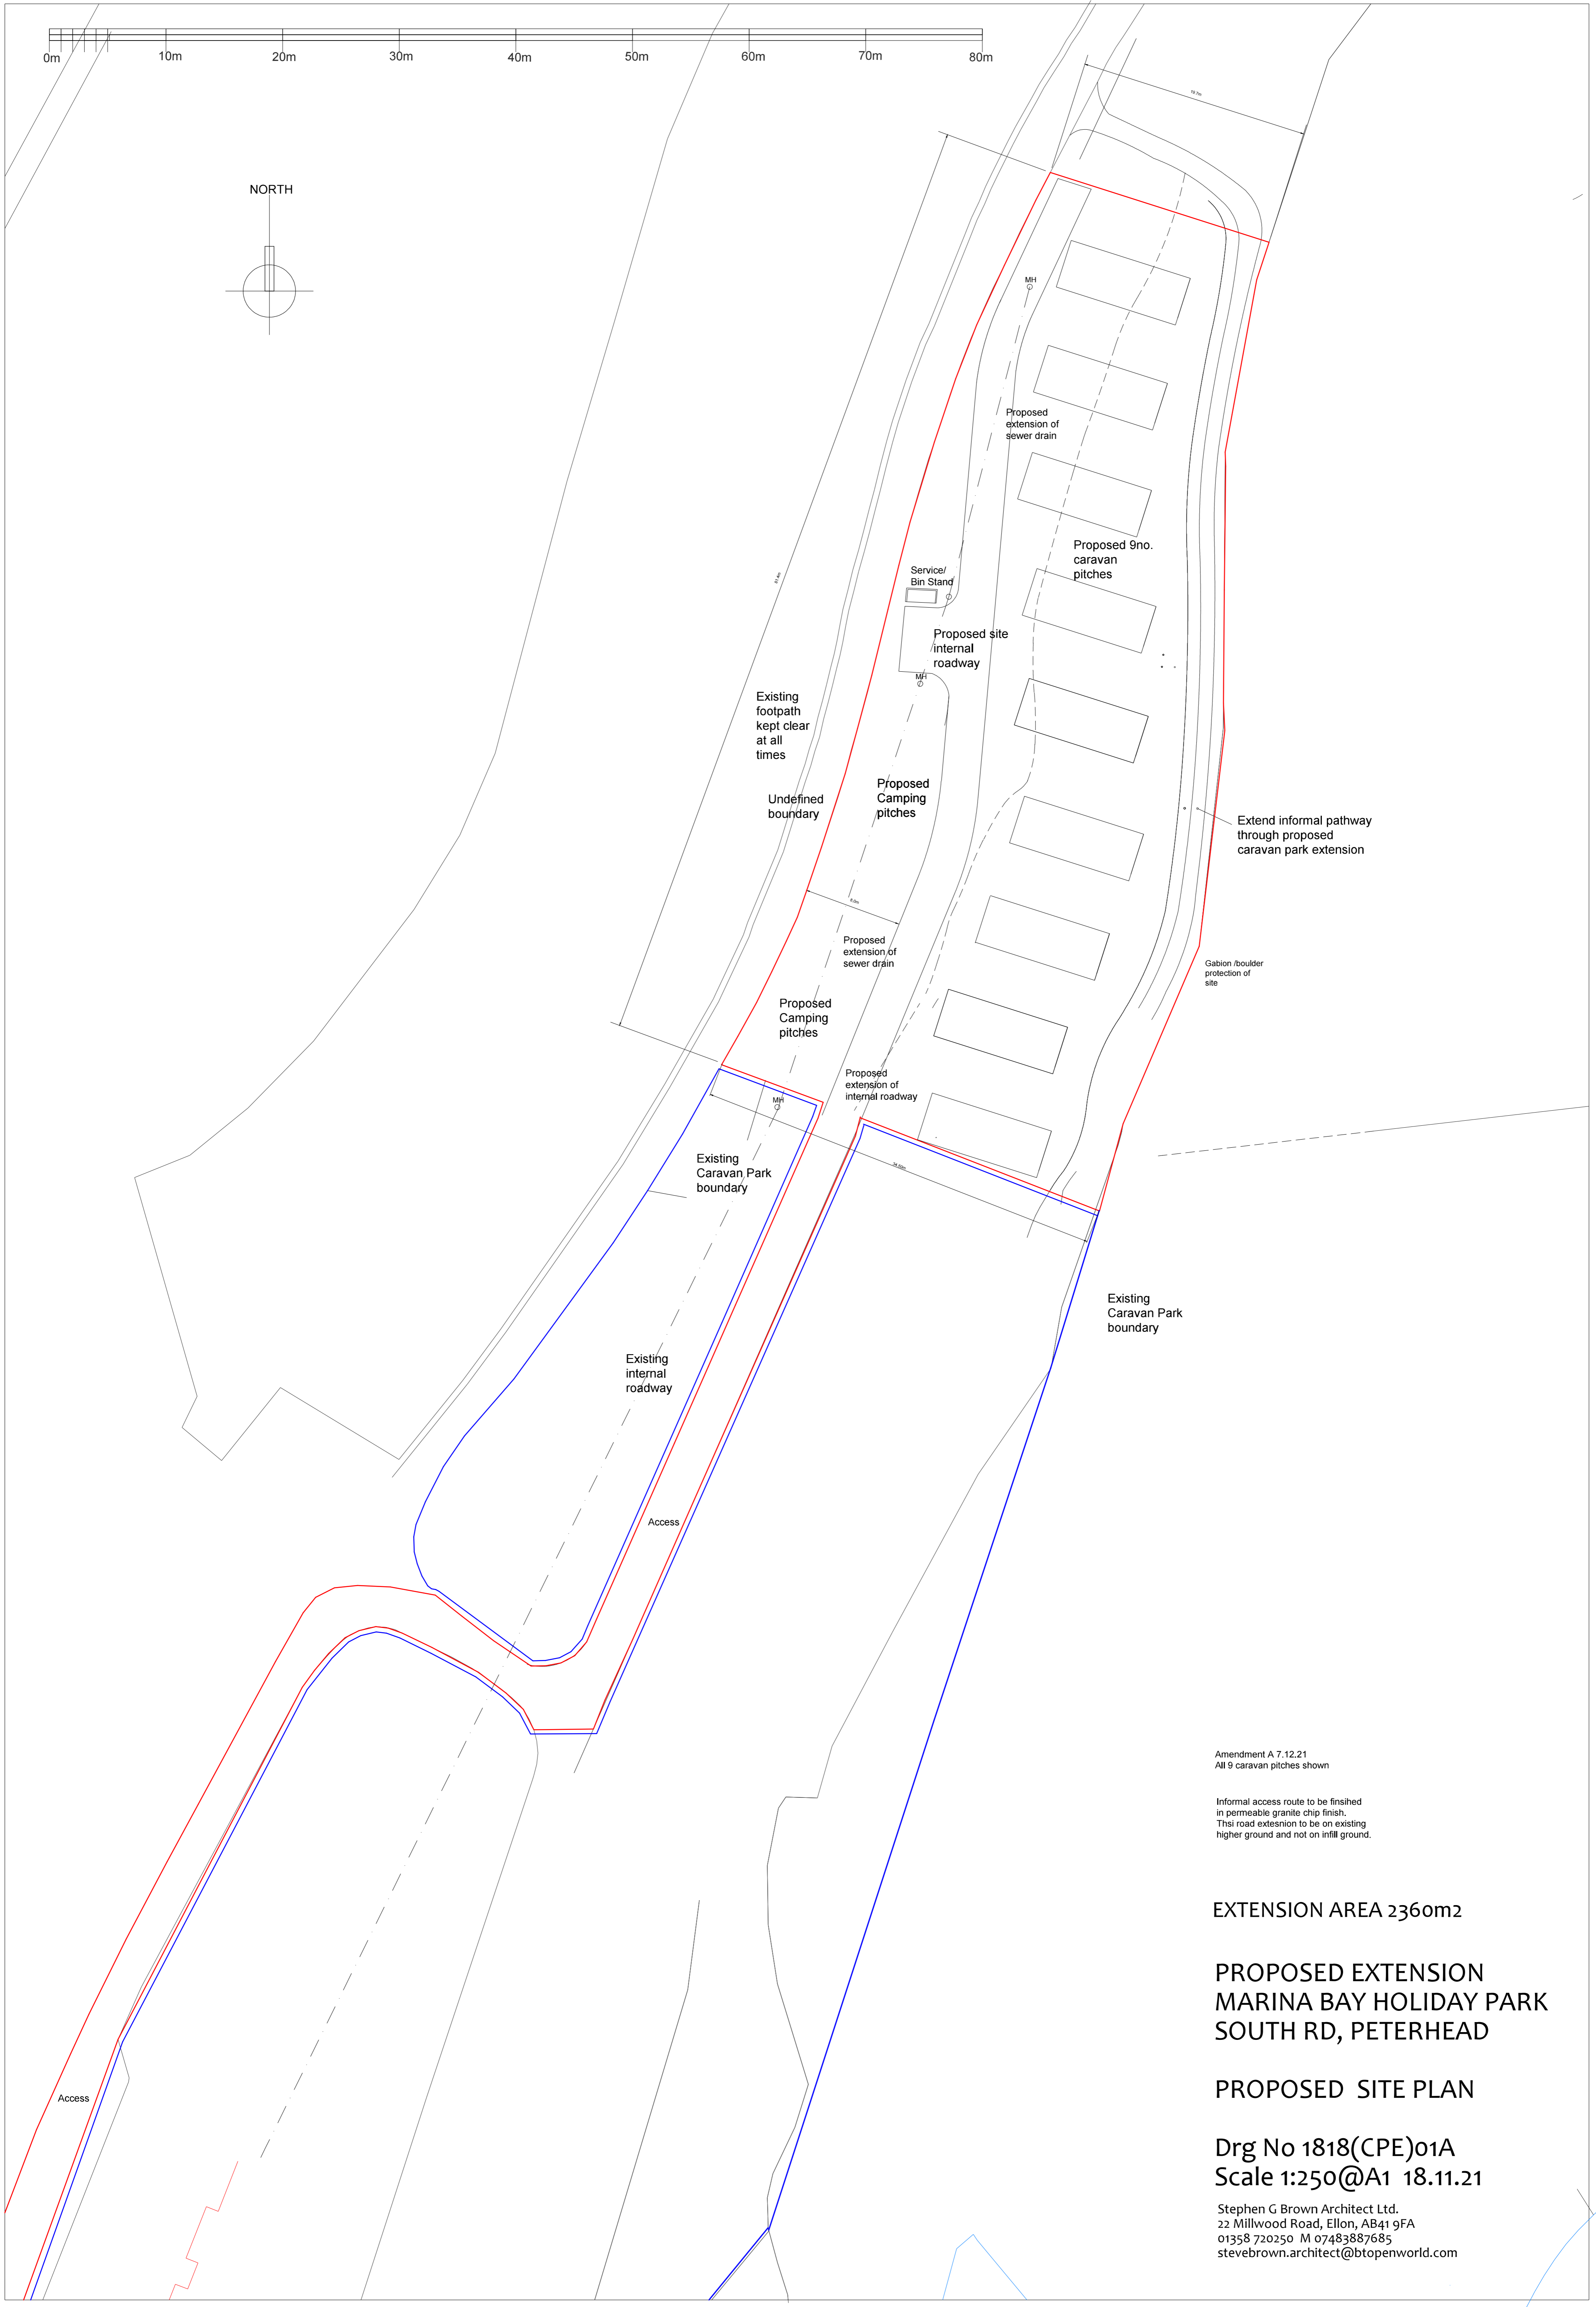 0m 10m 20m 30m 40m 50m 60m 70m 80m
19.7m
NORTH
MH
Proposed
extension of
sewer drain
Proposed 9no.
caravan
pitches
Service/
Bin Stand
Proposed site
internal
roadway
MH
Existing
footpath
kept clear
at all
times
Undefined
boundary
Proposed
Camping
pitches
Extend informal pathway
through proposed
caravan park extension
Proposed
extension of
sewer drain
Gabion /boulder
protection of
site
Proposed
Camping
pitches
Proposed
extension of
internal roadway
MH
Existing
Caravan Park
boundary
Existing
Caravan Park
boundary
Existing
internal
roadway
Access
Amendment A 7.12.21
All 9 caravan pitches shown
Informal access route to be finsihed
in permeable granite chip finish.
Thsi road extesnion to be on existing
higher ground and not on infill ground.
EXTENSION AREA 2360m2
PROPOSED EXTENSION
MARINA BAY HOLIDAY PARK
SOUTH RD, PETERHEAD
PROPOSED SITE PLAN
Access
Drg No 1818(CPE)01A
Scale 1:250@A1 18.11.21
Stephen G Brown Architect Ltd.
22 Millwood Road, Ellon, AB41 9FA
01358 720250 M 07483887685
stevebrown.architect@btopenworld.com